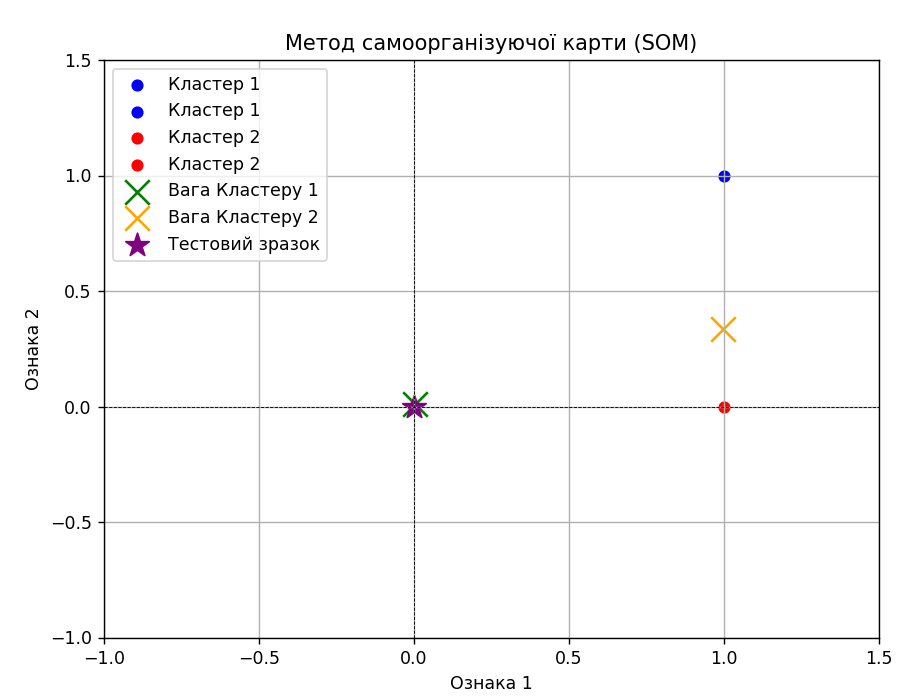 Метод самоорганізуючої карти (SOM)
1.5
1.0
0.5
0.0
−0.5
−1.0
Ознака 2
Кластер 1
Кластер 1
Кластер 2
Кластер 2
Вага Кластеру 1
Вага Кластеру 2
Тестовий зразок
−1.0 −0.5 0.0 0.5 1.0 1.5
Ознака 1